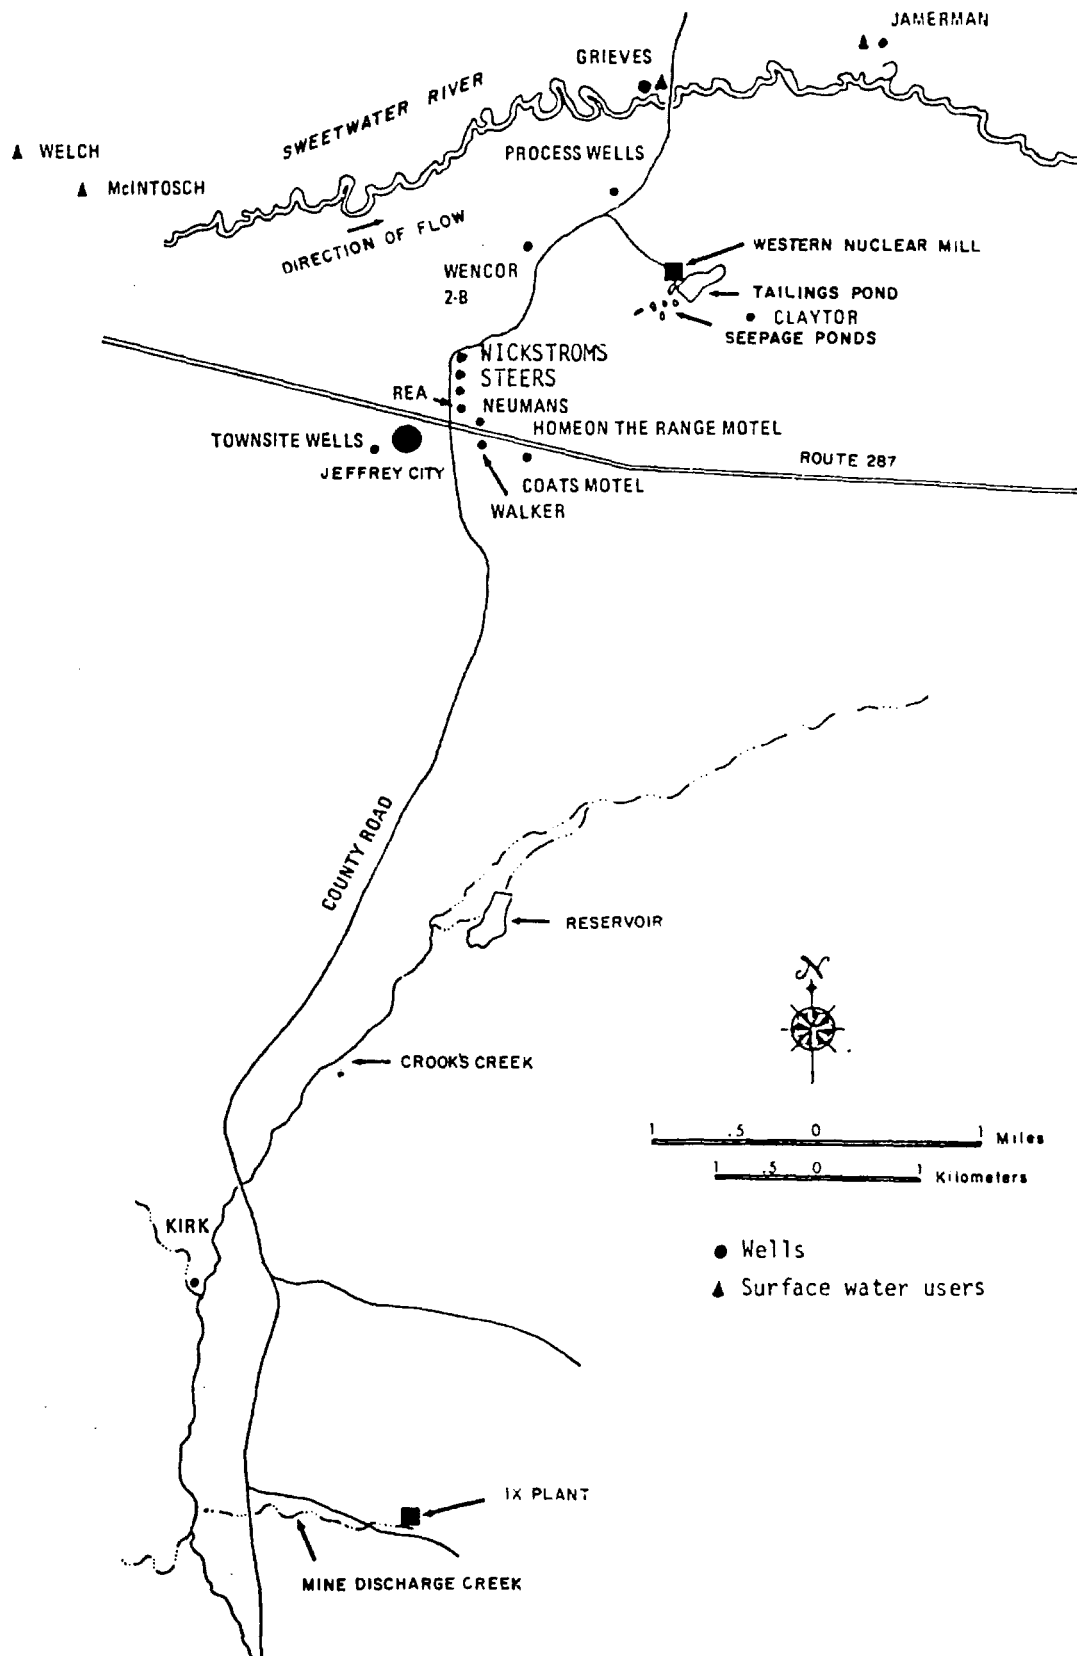 JAMERMAN
GRIEVES
SWEETWATER RIVER
WELCH
McINTOSCH
PROCESS WELLS
DIRECTION OF FLOW
WENCOR
2-B
WESTERN NUCLEAR MILL
TAILINGS POND
CLAYTOR
SEEPAGE PONDS
WICKSTROMS
STEERS
REA
NEUMANS
HOMEON THE RANGE MOTEL
TOWNSITE WELLS
JEFFREY CITY
ROUTE 287
COATS MOTEL
WALKER
COUNTY ROAD
RESERVOIR
N
CROOK'S CREEK
1 .5 0 1 Miles
1 .5 0 1 Kilometers
KIRK
Wells
Surface water users
IX PLANT
MINE DISCHARGE CREEK